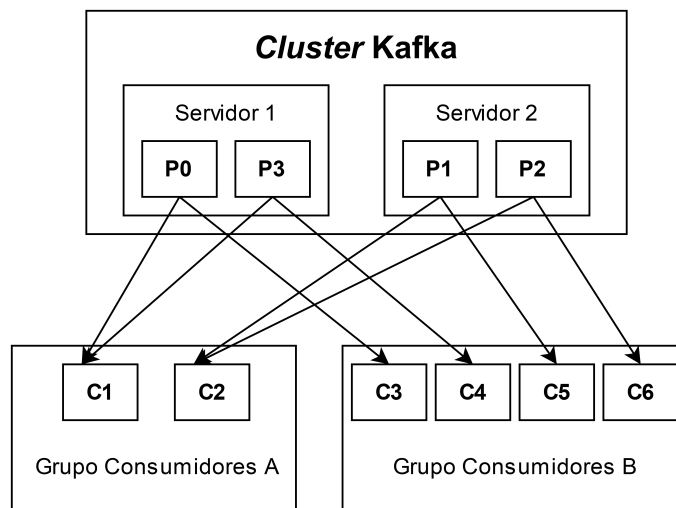 Cluster Kafka
Servidor 1
Servidor 2
P0
P3
P1
P2
C1
C2
C3
C4
C5
C6
Grupo Consumidores A
Grupo Consumidores B